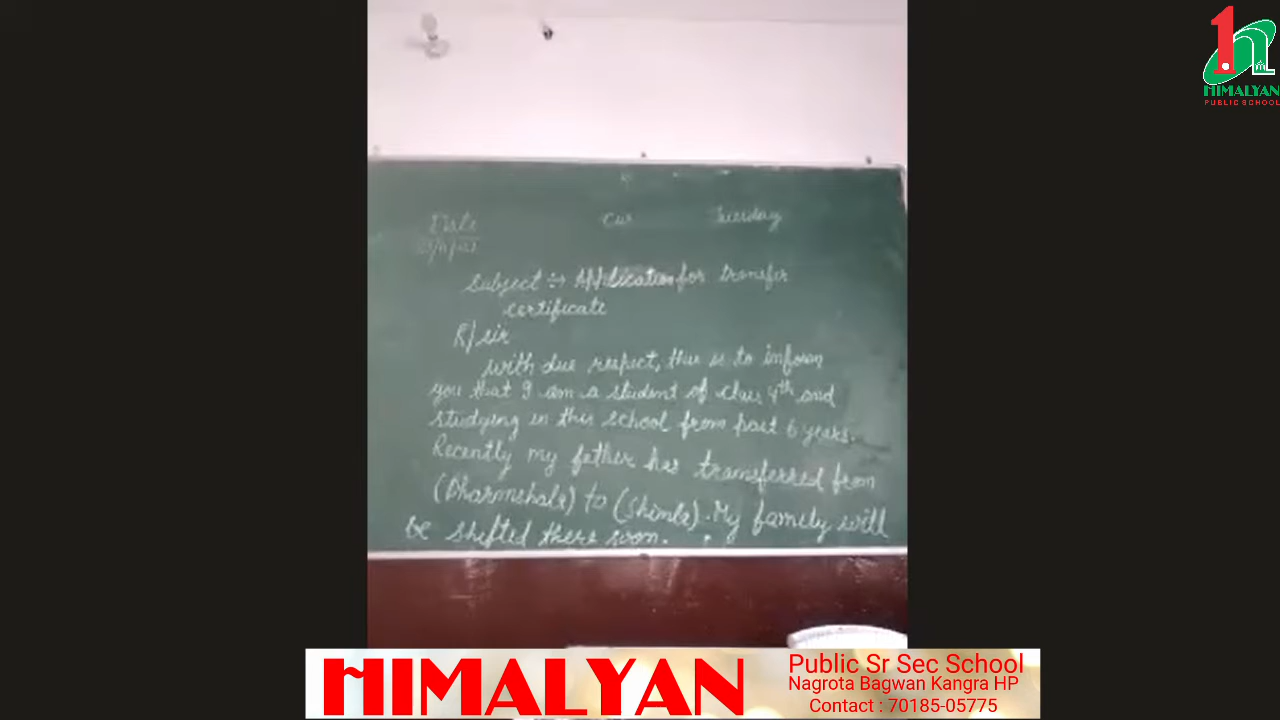 HIMALYAN
PUBLIC SCHOOL
Date Tuesday
Subject :- Application for transfer
certificate
R/sir
with due respect, this is to inform
you that I am a student of class 4th and
studying in this school from past 6 years.
Recently my father has transferred from
(Dharmshala) to (Shimla). My family will
be shifted there soon.
HIMALYAN
Public Sr Sec School
Nagrota Bagwan Kangra HP
Contact : 70185-05775